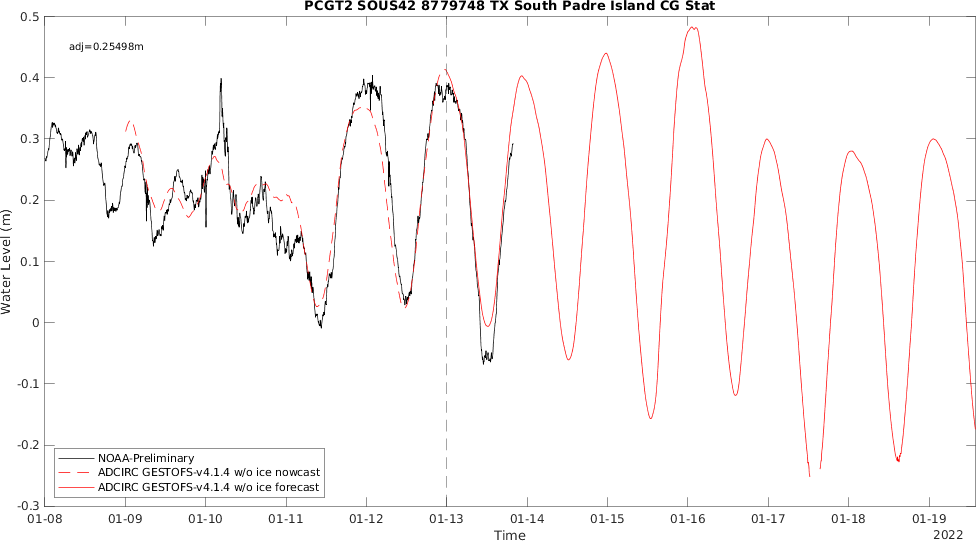 PCGT2 SOUS42 8779748 TX South Padre Island CG Stat
adj=0.25498m
0.5
0.4
0.3
0.2
0.1
0
-0.1
-0.2
-0.3
Water Level (m)
NOAA-Preliminary
ADCIRC GESTOFS-v4.1.4 w/o ice nowcast
ADCIRC GESTOFS-v4.1.4 w/o ice forecast
01-08 01-09 01-10 01-11 01-12 01-13 01-14 01-15 01-16 01-17 01-18 01-19
Time
2022